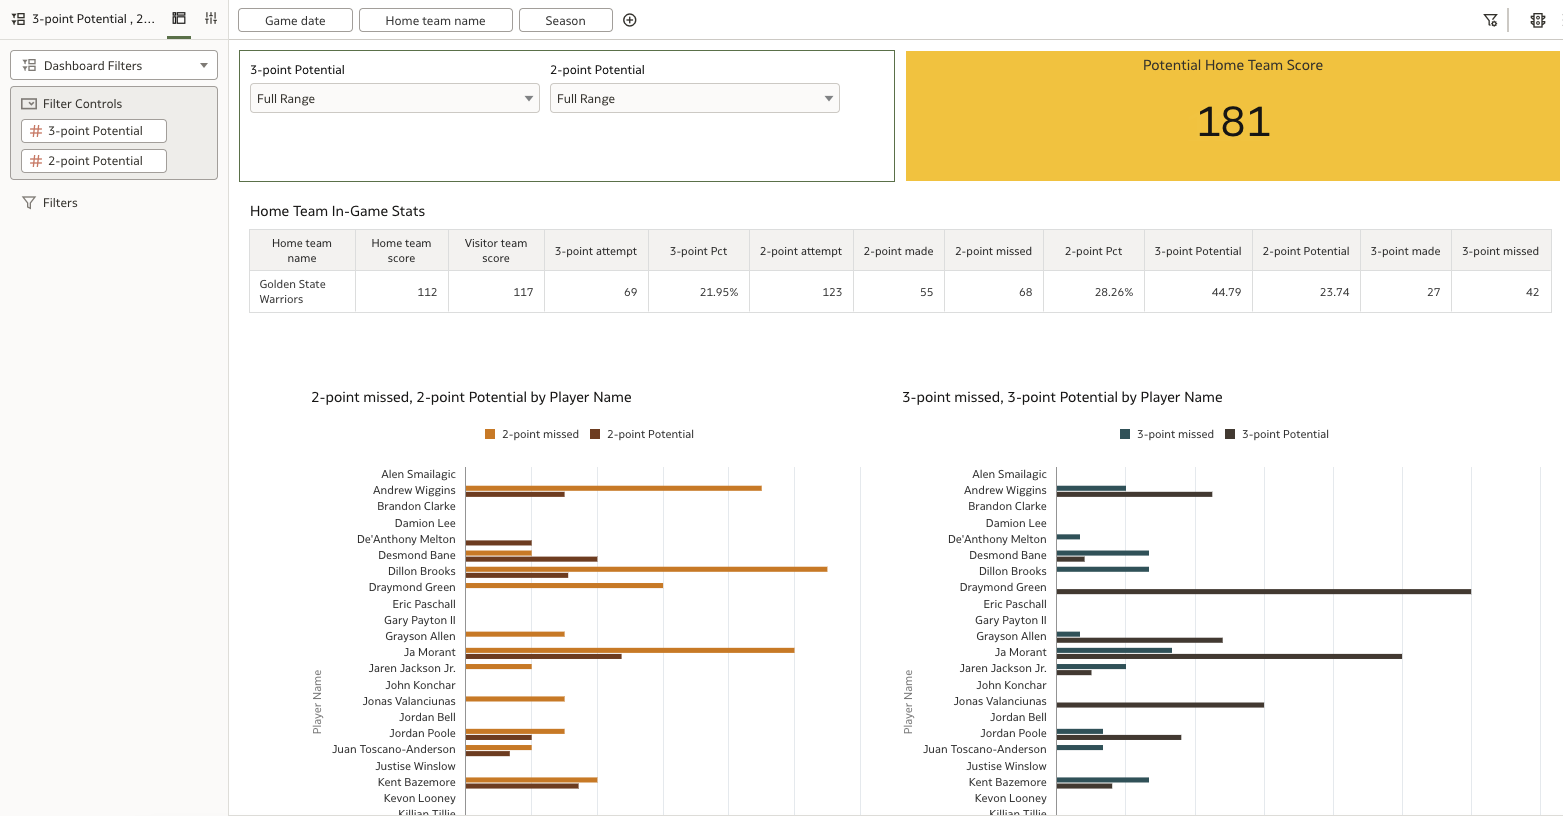 3-point Potential , 2...
Game date
Home team name
Season
Dashboard Filters
Filter Controls
3-point Potential
2-point Potential
Filters
3-point Potential
2-point Potential
Full Range
Full Range
Potential Home Team Score
181
Home Team In-Game Stats
Home team name
Home team score
Visitor team score
3-point attempt
3-point Pct
2-point attempt
2-point made
2-point missed
2-point Pct
3-point Potential
2-point Potential
3-point made
3-point missed
Golden State Warriors
112
117
69
21.95%
123
55
68
28.26%
44.79
23.74
27
42
2-point missed, 2-point Potential by Player Name
2-point missed
2-point Potential
Player Name
Alen Smailagic
Andrew Wiggins
Brandon Clarke
Damion Lee
De'Anthony Melton
Desmond Bane
Dillon Brooks
Draymond Green
Eric Paschall
Gary Payton II
Grayson Allen
Ja Morant
Jaren Jackson Jr.
John Konchar
Jonas Valanciunas
Jordan Bell
Jordan Poole
Juan Toscano-Anderson
Justise Winslow
Kent Bazemore
Kevon Looney
Killian Tillie
3-point missed, 3-point Potential by Player Name
3-point missed
3-point Potential
Player Name
Alen Smailagic
Andrew Wiggins
Brandon Clarke
Damion Lee
De'Anthony Melton
Desmond Bane
Dillon Brooks
Draymond Green
Eric Paschall
Gary Payton II
Grayson Allen
Ja Morant
Jaren Jackson Jr.
John Konchar
Jonas Valanciunas
Jordan Bell
Jordan Poole
Juan Toscano-Anderson
Justise Winslow
Kent Bazemore
Kevon Looney
Killian Tillie